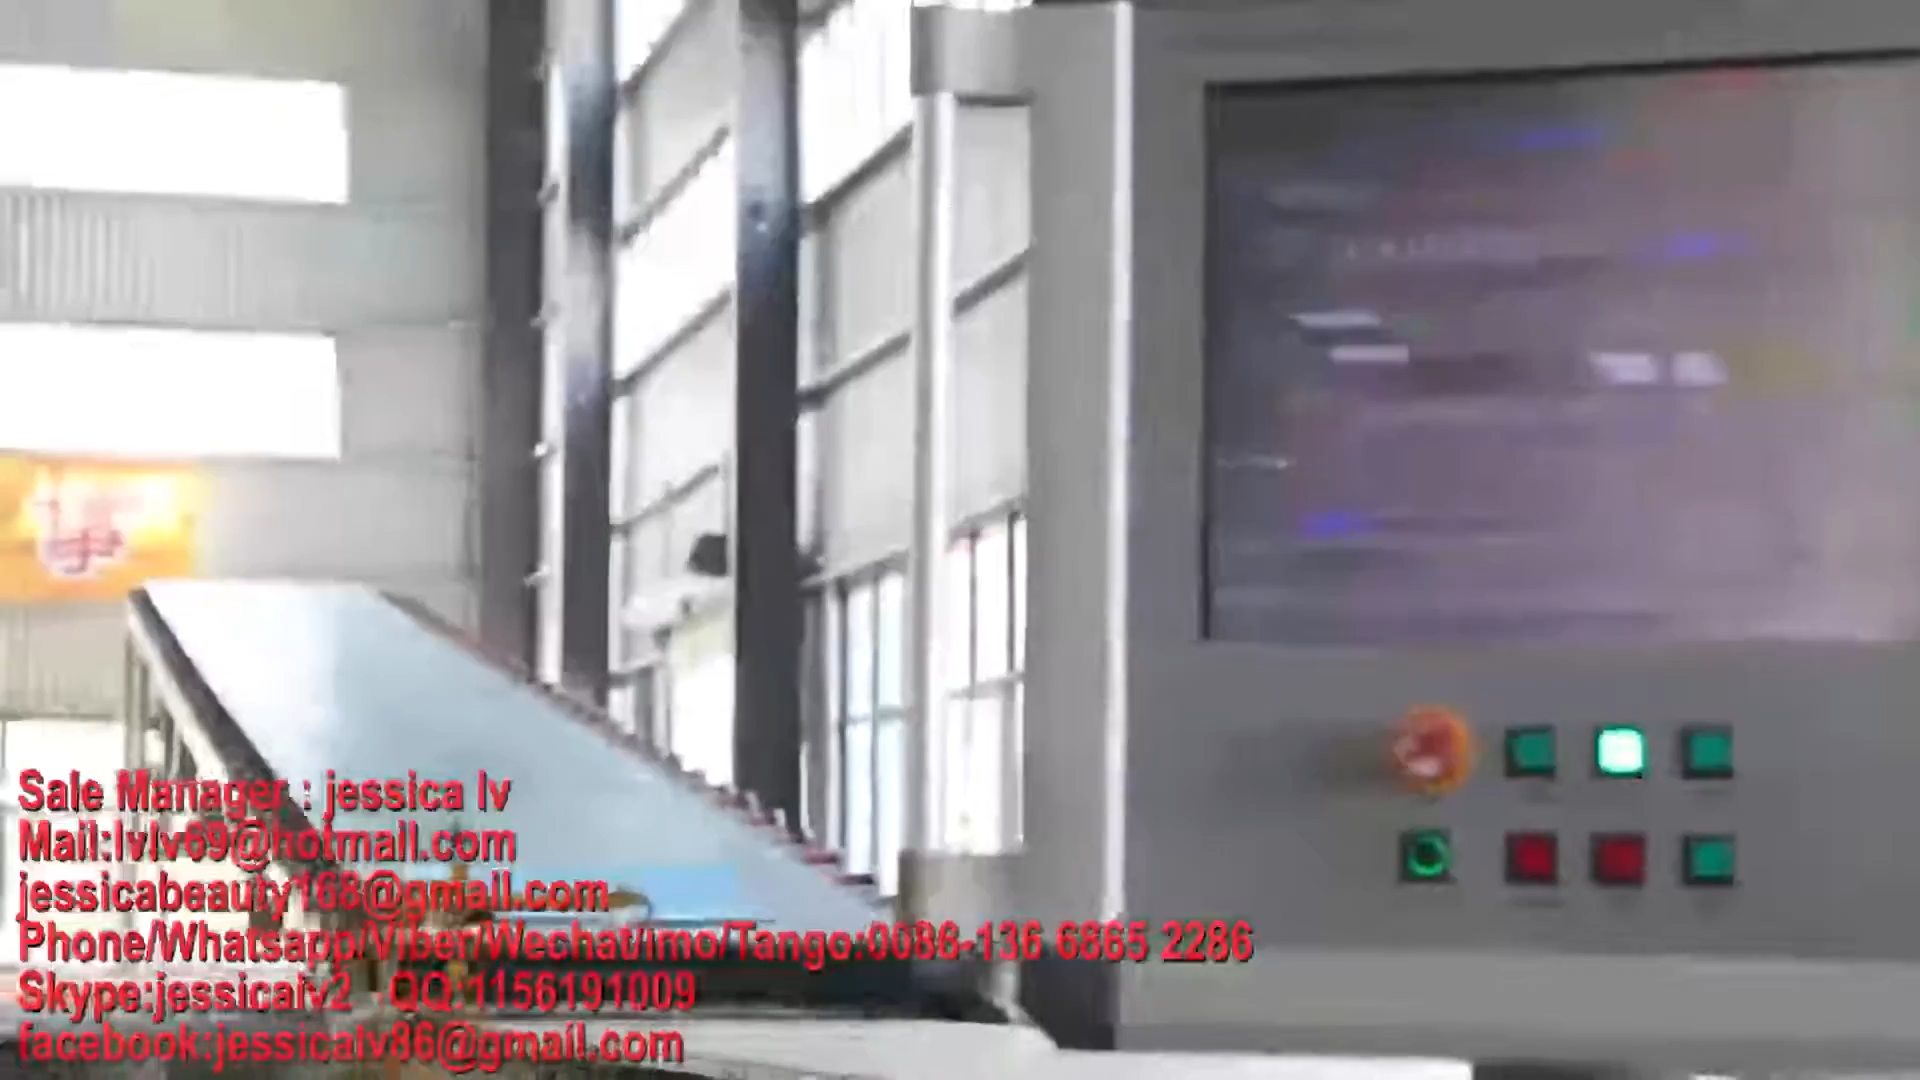 Sale Manager : jessica lv
Mail:lvlv69@hotmail.com
jessicabeauty168@gmail.com
Phone/Whatsapp/Viber/Wechat/imo/Tango:0086-136 6865 2286
Skype:jessicalv2 QQ:1156191009
facebook:jessicalv86@gmail.com